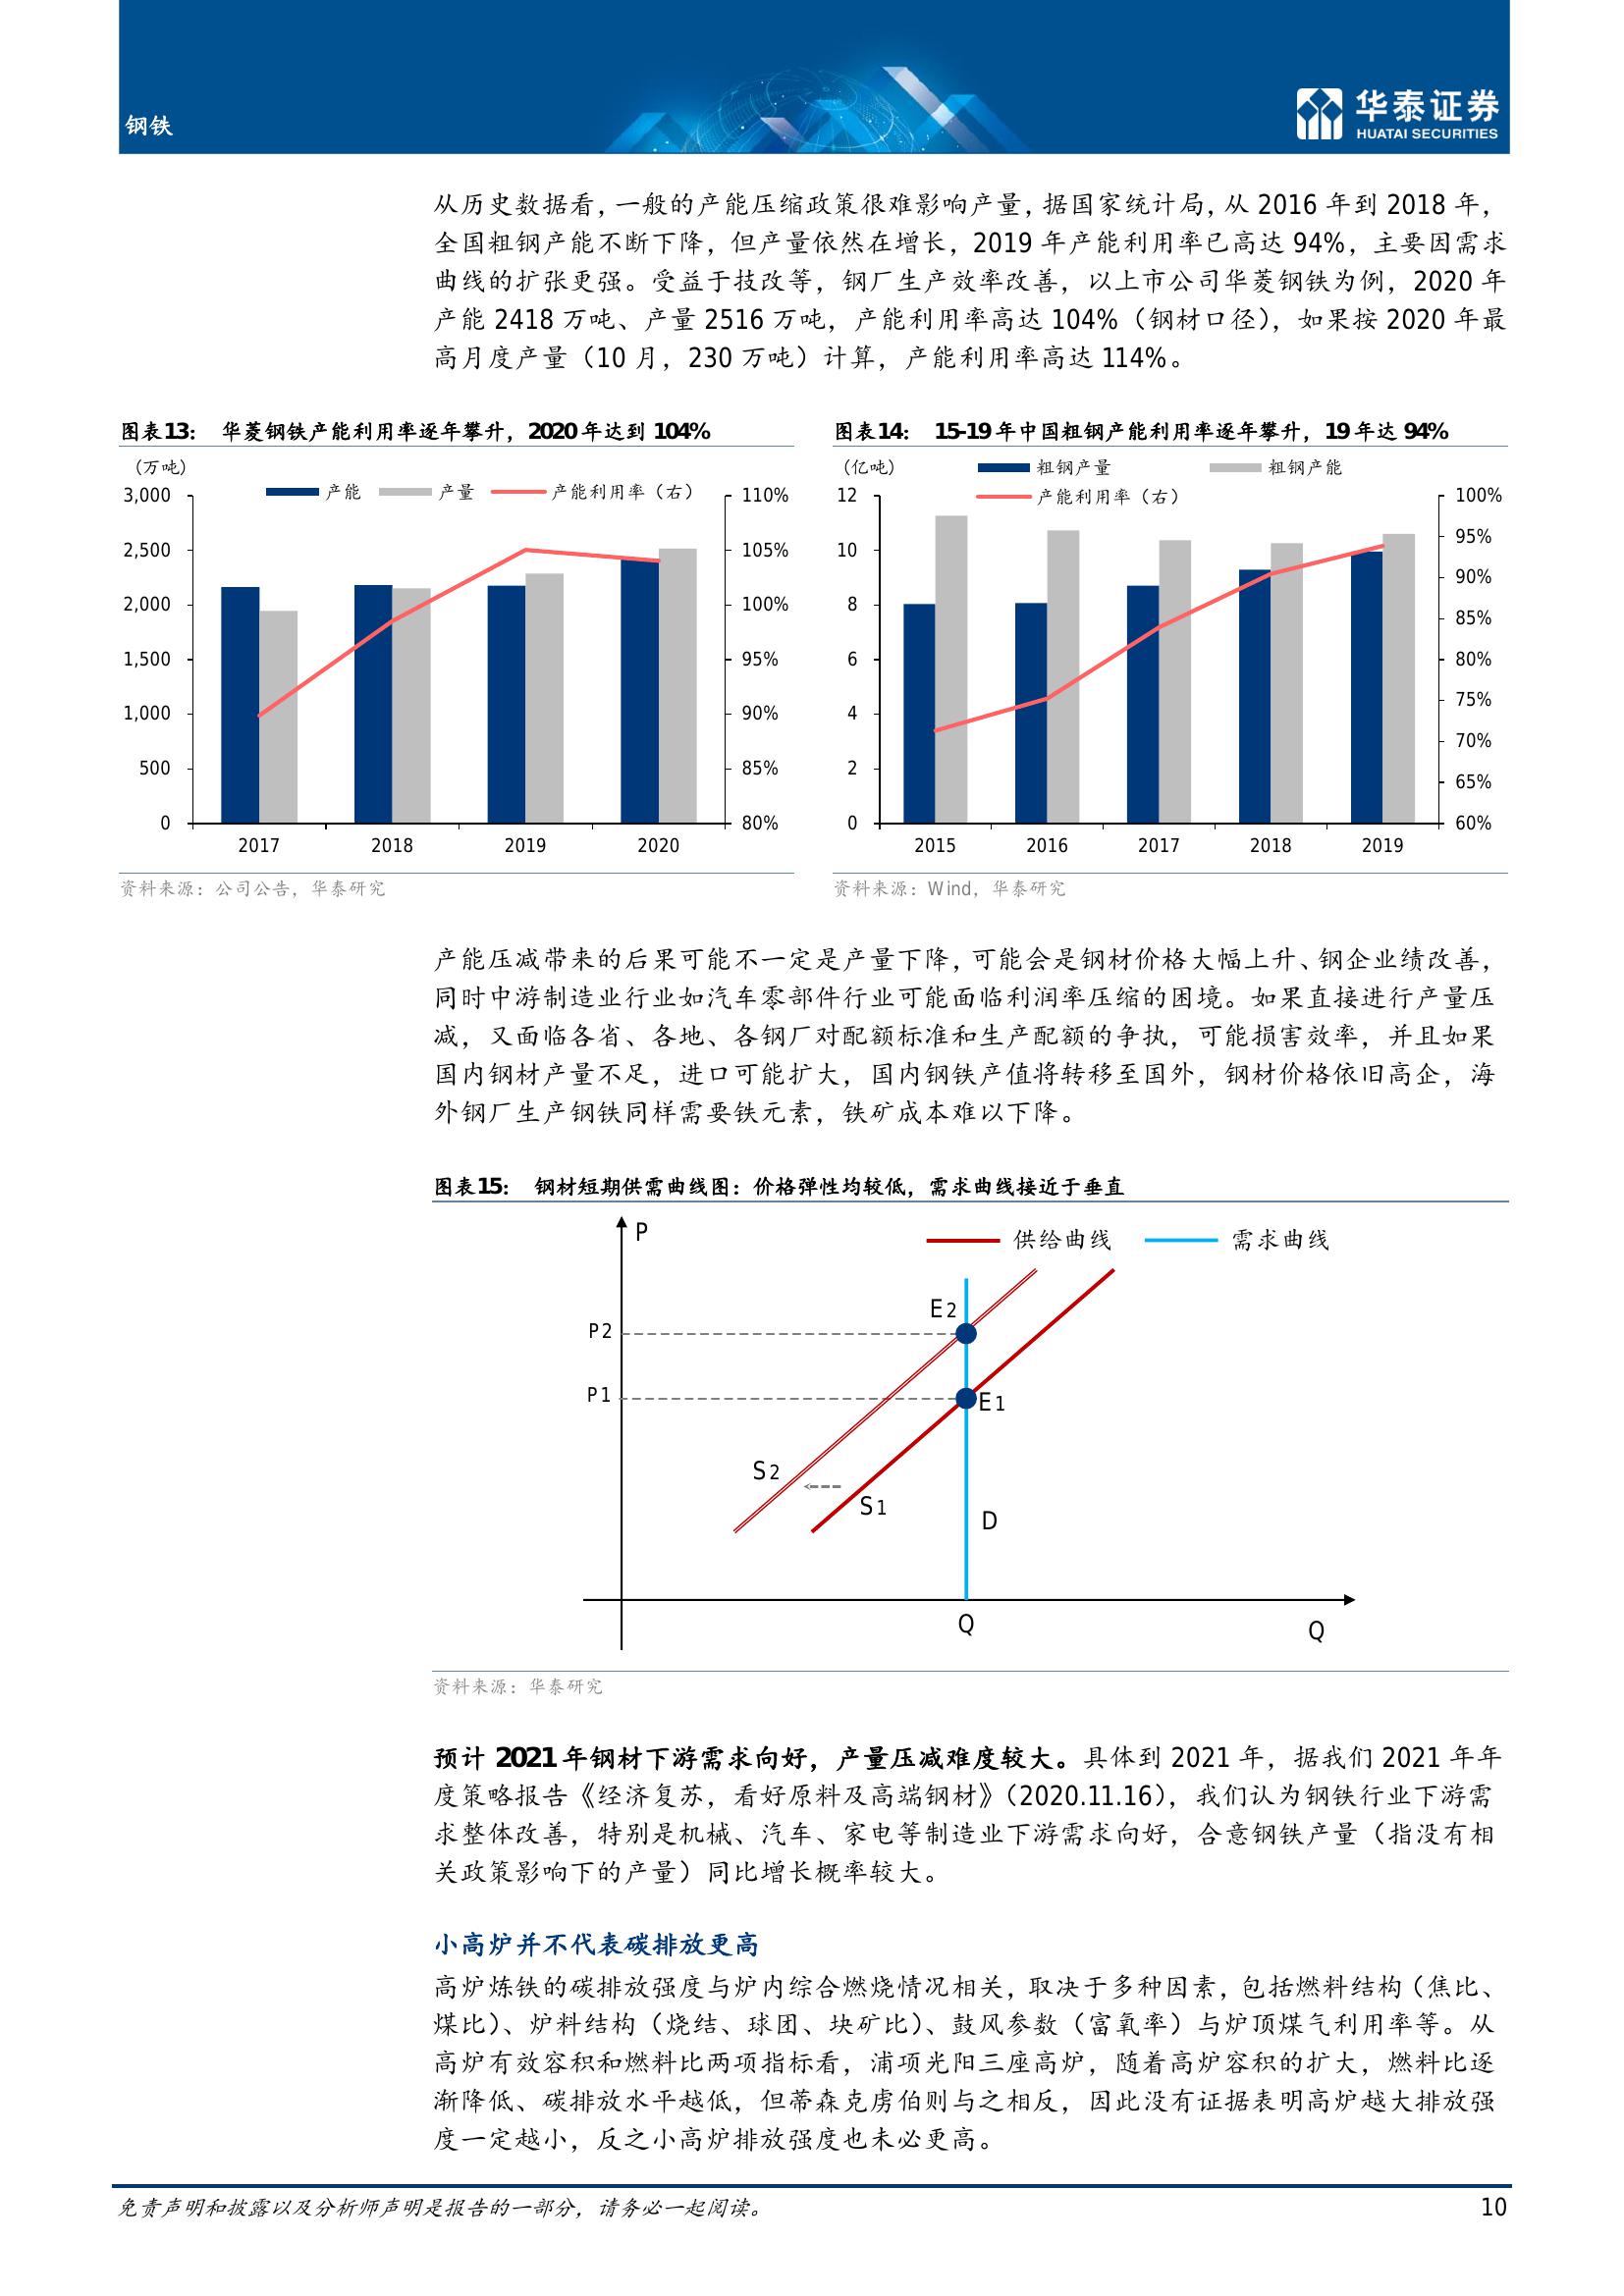 钢铁
华泰证券
HUATAI SECURITIES
从历史数据看，一般的产能压缩政策很难影响产量，据国家统计局，从 2016 年到 2018 年，
全国粗钢产能不断下降，但产量依然在增长，2019 年产能利用率已高达 94%，主要因需求
曲线的扩张更强。受益于技改等，钢厂生产效率改善，以上市公司华菱钢铁为例，2020 年
产能 2418 万吨、产量 2516 万吨，产能利用率高达 104%（钢材口径），如果按 2020 年最
高月度产量（10 月，230 万吨）计算，产能利用率高达 114%。
图表13： 华菱钢铁产能利用率逐年攀升，2020 年达到 104%
（万吨）
产能 产量 产能利用率（右）
3,000
2,500
2,000
1,500
1,000
500
0
110%
105%
100%
95%
90%
85%
80%
2017 2018 2019 2020
资料来源：公司公告，华泰研究
图表14： 15-19 年中国粗钢产能利用率逐年攀升，19 年达 94%
（亿吨）
粗钢产量 粗钢产能
产能利用率（右）
12
10
8
6
4
2
0
100%
95%
90%
85%
80%
75%
70%
65%
60%
2015 2016 2017 2018 2019
资料来源：Wind，华泰研究
产能压减带来的后果可能不一定是产量下降，可能会是钢材价格大幅上升、钢企业绩改善，
同时中游制造业行业如汽车零部件行业可能面临利润率压缩的困境。如果直接进行产量压
减，又面临各省、各地、各钢厂对配额标准和生产配额的争执，可能损害效率，并且如果
国内钢材产量不足，进口可能扩大，国内钢铁产值将转移至国外，钢材价格依旧高企，海
外钢厂生产钢铁同样需要铁元素，铁矿成本难以下降。
图表15： 钢材短期供需曲线图：价格弹性均较低，需求曲线接近于垂直
P
供给曲线 需求曲线
E2
P2
P1
E1
S2
S1
D
Q
Q
资料来源：华泰研究
预计 2021 年钢材下游需求向好，产量压减难度较大。具体到 2021 年，据我们 2021 年年
度策略报告《经济复苏，看好原料及高端钢材》（2020.11.16），我们认为钢铁行业下游需
求整体改善，特别是机械、汽车、家电等制造业下游需求向好，合意钢铁产量（指没有相
关政策影响下的产量）同比增长概率较大。
小高炉并不代表碳排放更高
高炉炼铁的碳排放强度与炉内综合燃烧情况相关，取决于多种因素，包括燃料结构（焦比、
煤比）、炉料结构（烧结、球团、块矿比）、鼓风参数（富氧率）与炉顶煤气利用率等。从
高炉有效容积和燃料比两项指标看，浦项光阳三座高炉，随着高炉容积的扩大，燃料比逐
渐降低、碳排放水平越低，但蒂森克虏伯则与之相反，因此没有证据表明高炉越大排放强
度一定越小，反之小高炉排放强度也未必更高。
免责声明和披露以及分析师声明是报告的一部分，请务必一起阅读。
10